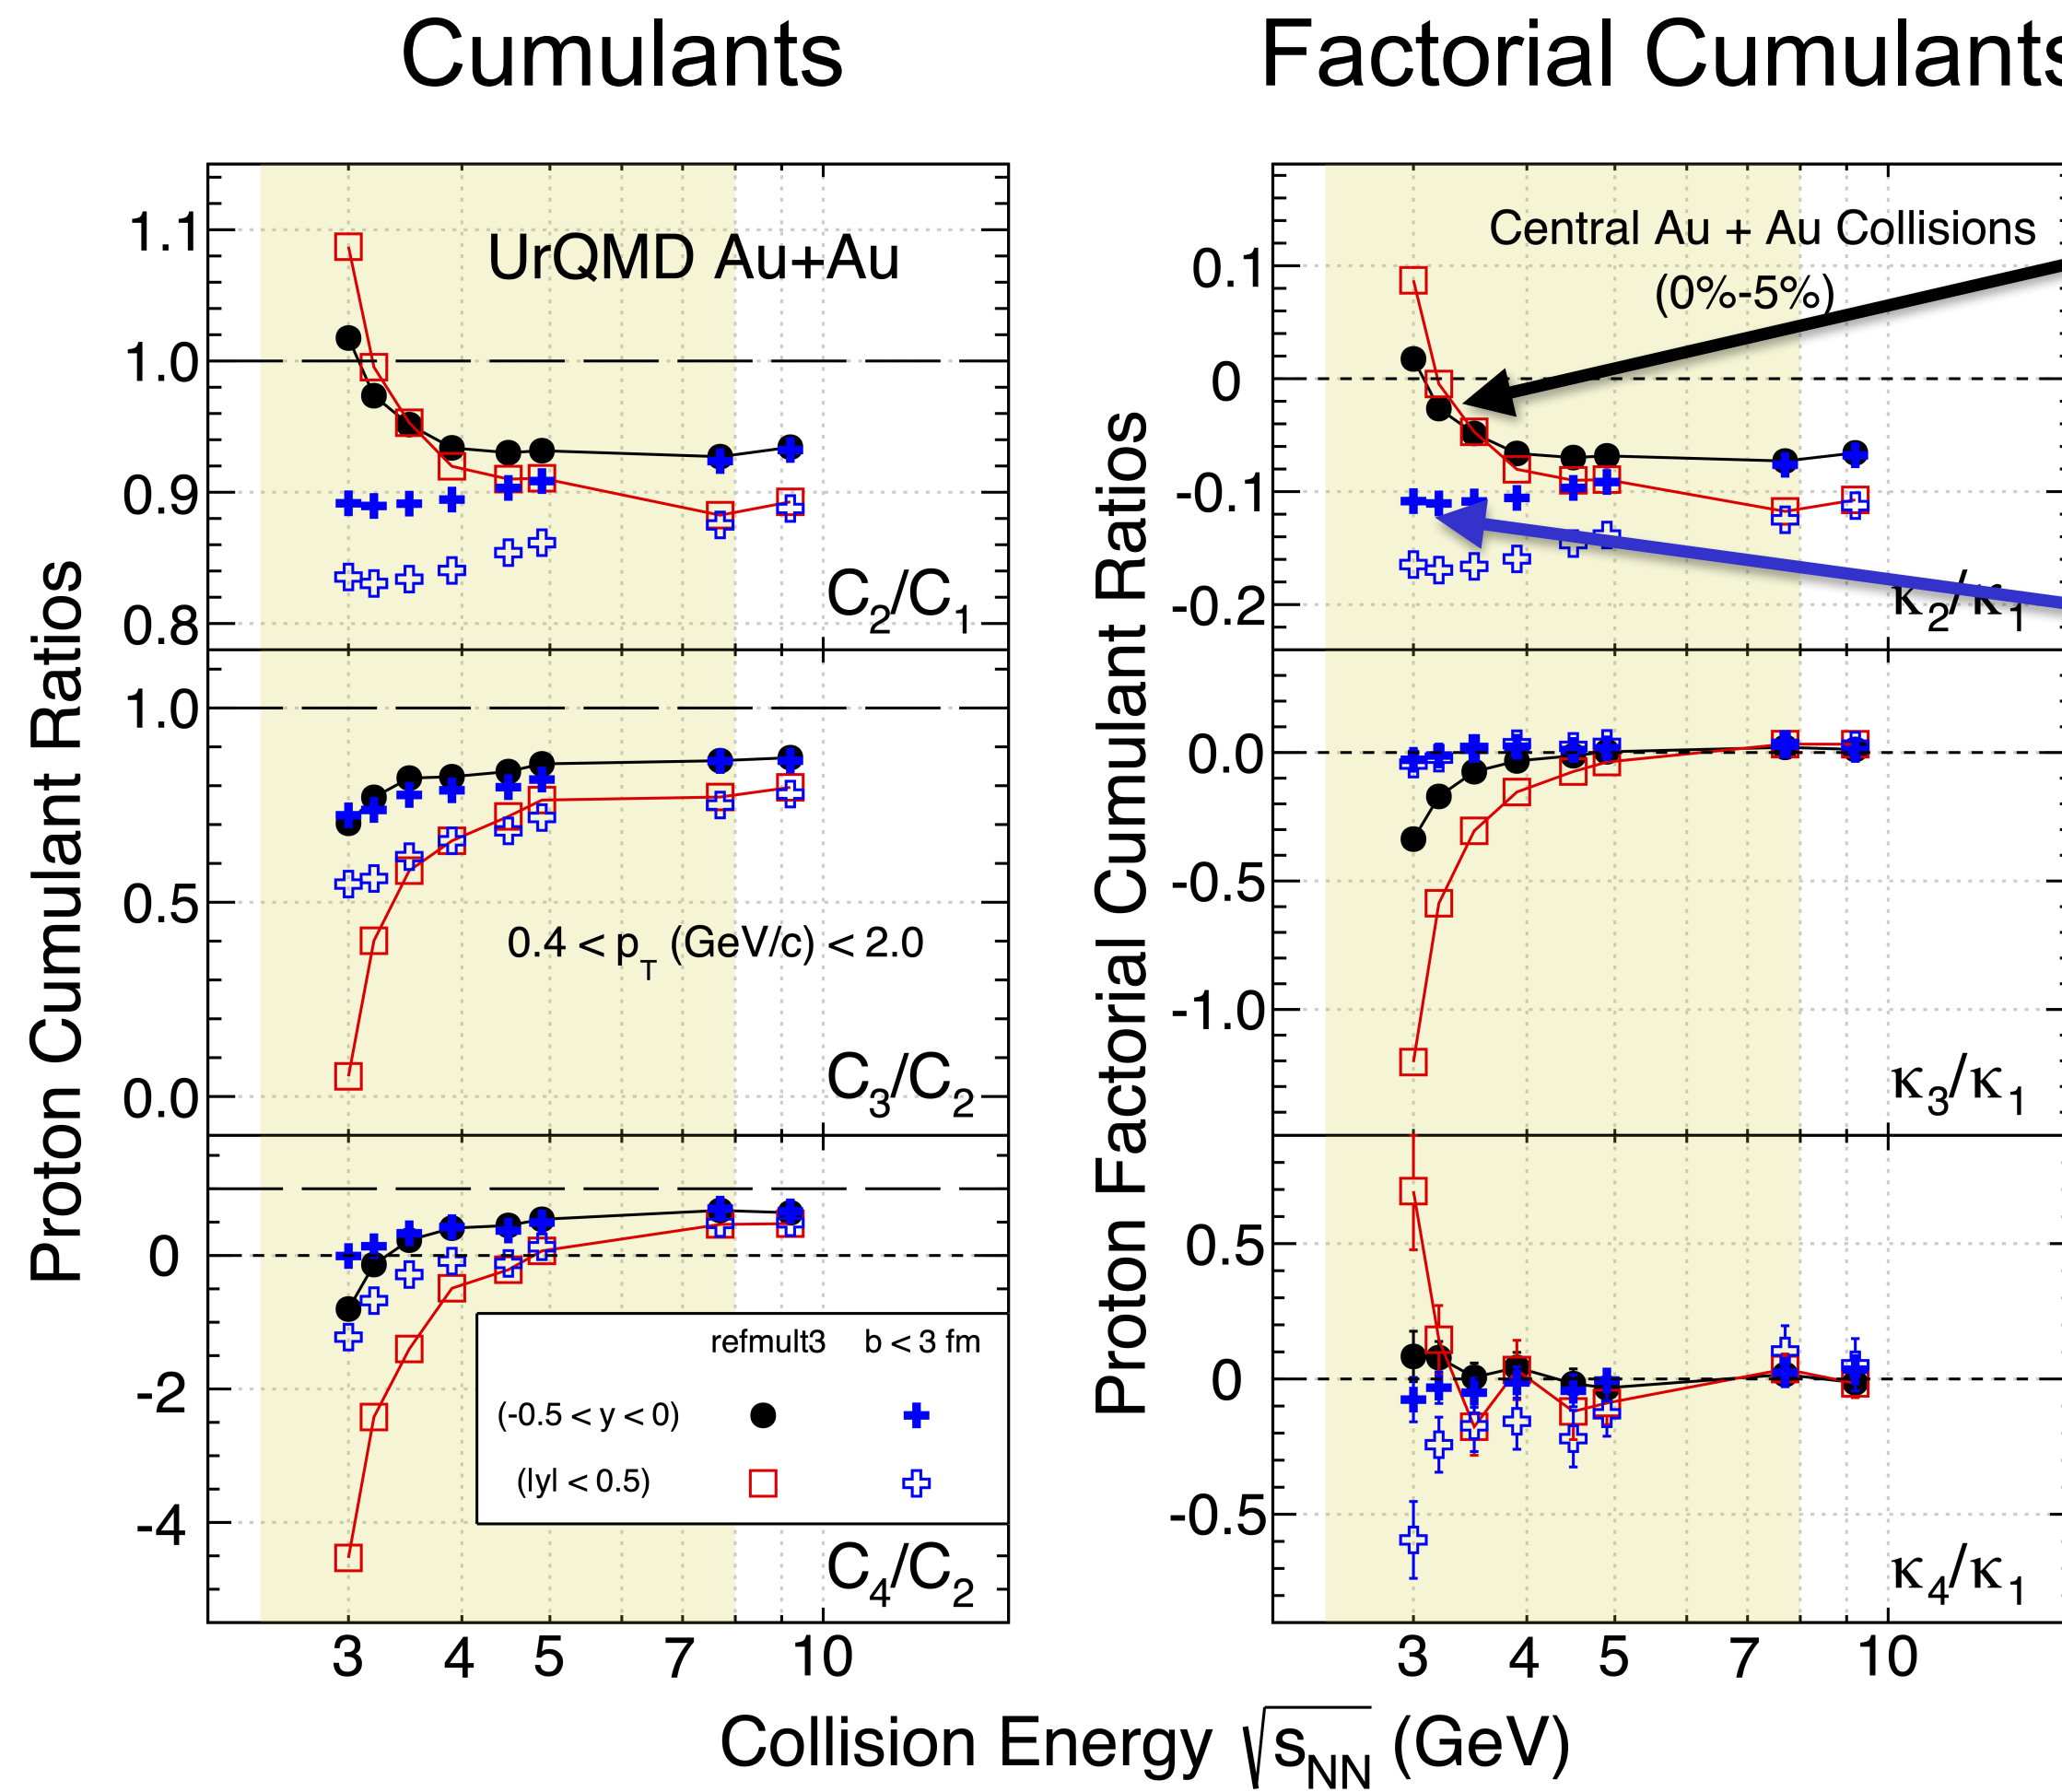 Cumulants
Factorial Cumulants
Proton Cumulant Ratios
1.1
1.0
0.9
0.8
UrQMD Au+Au
C2/C1
1.0
0.5
0.0
0.4 < pT (GeV/c) < 2.0
C3/C2
0
-2
-4
refmult3 b < 3 fm
(-0.5 < y < 0)
(|y| < 0.5)
C4/C2
3 4 5 7 10
Proton Factorial Cumulant Ratios
0.1
0
-0.1
-0.2
Central Au + Au Collisions
(0%-5%)
κ2/κ1
0.0
-0.5
-1.0
κ3/κ1
0.5
0
-0.5
κ4/κ1
3 4 5 7 10
Collision Energy √sNN (GeV)